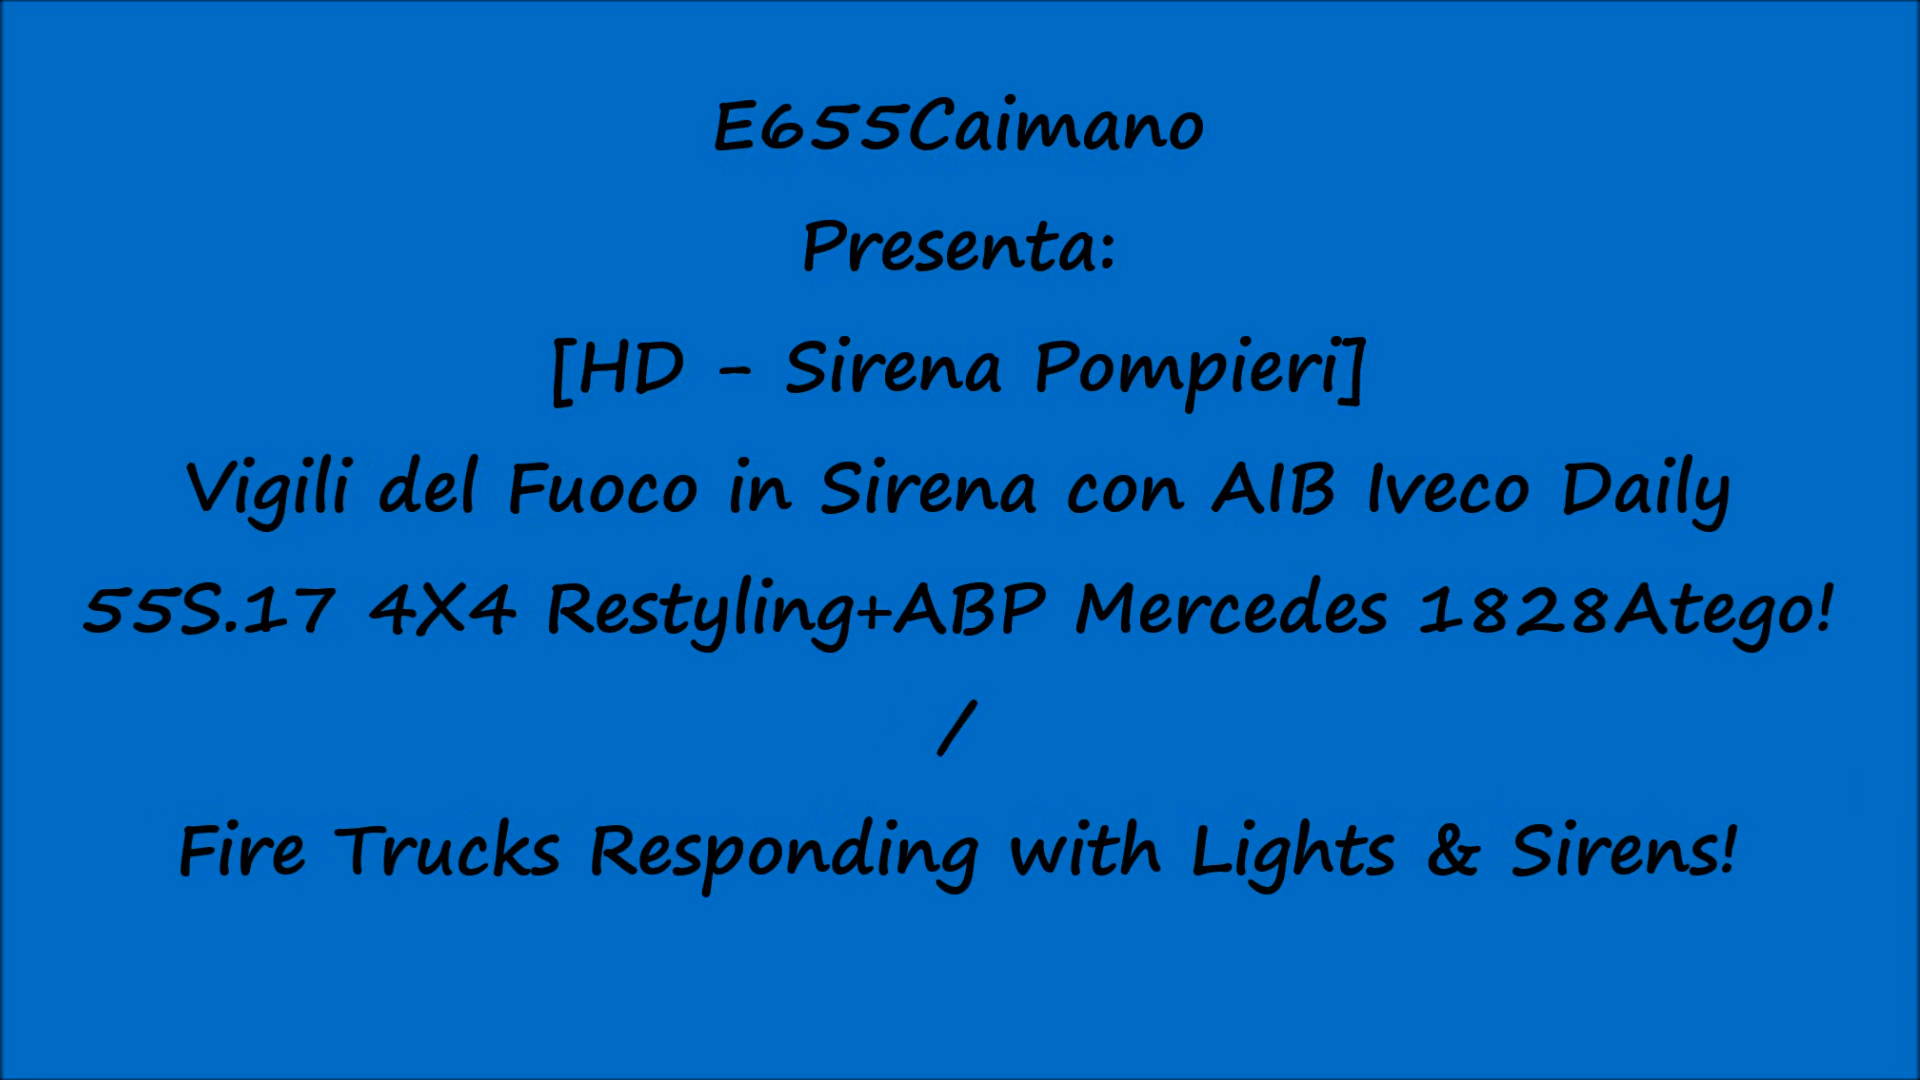 E655Caimano
Presenta:
[HD - Sirena Pompieri]
Vigili del Fuoco in Sirena con AIB Iveco Daily
55S.17 4X4 Restyling+ABP Mercedes 1828Atego!
/
Fire Trucks Responding with Lights & Sirens!